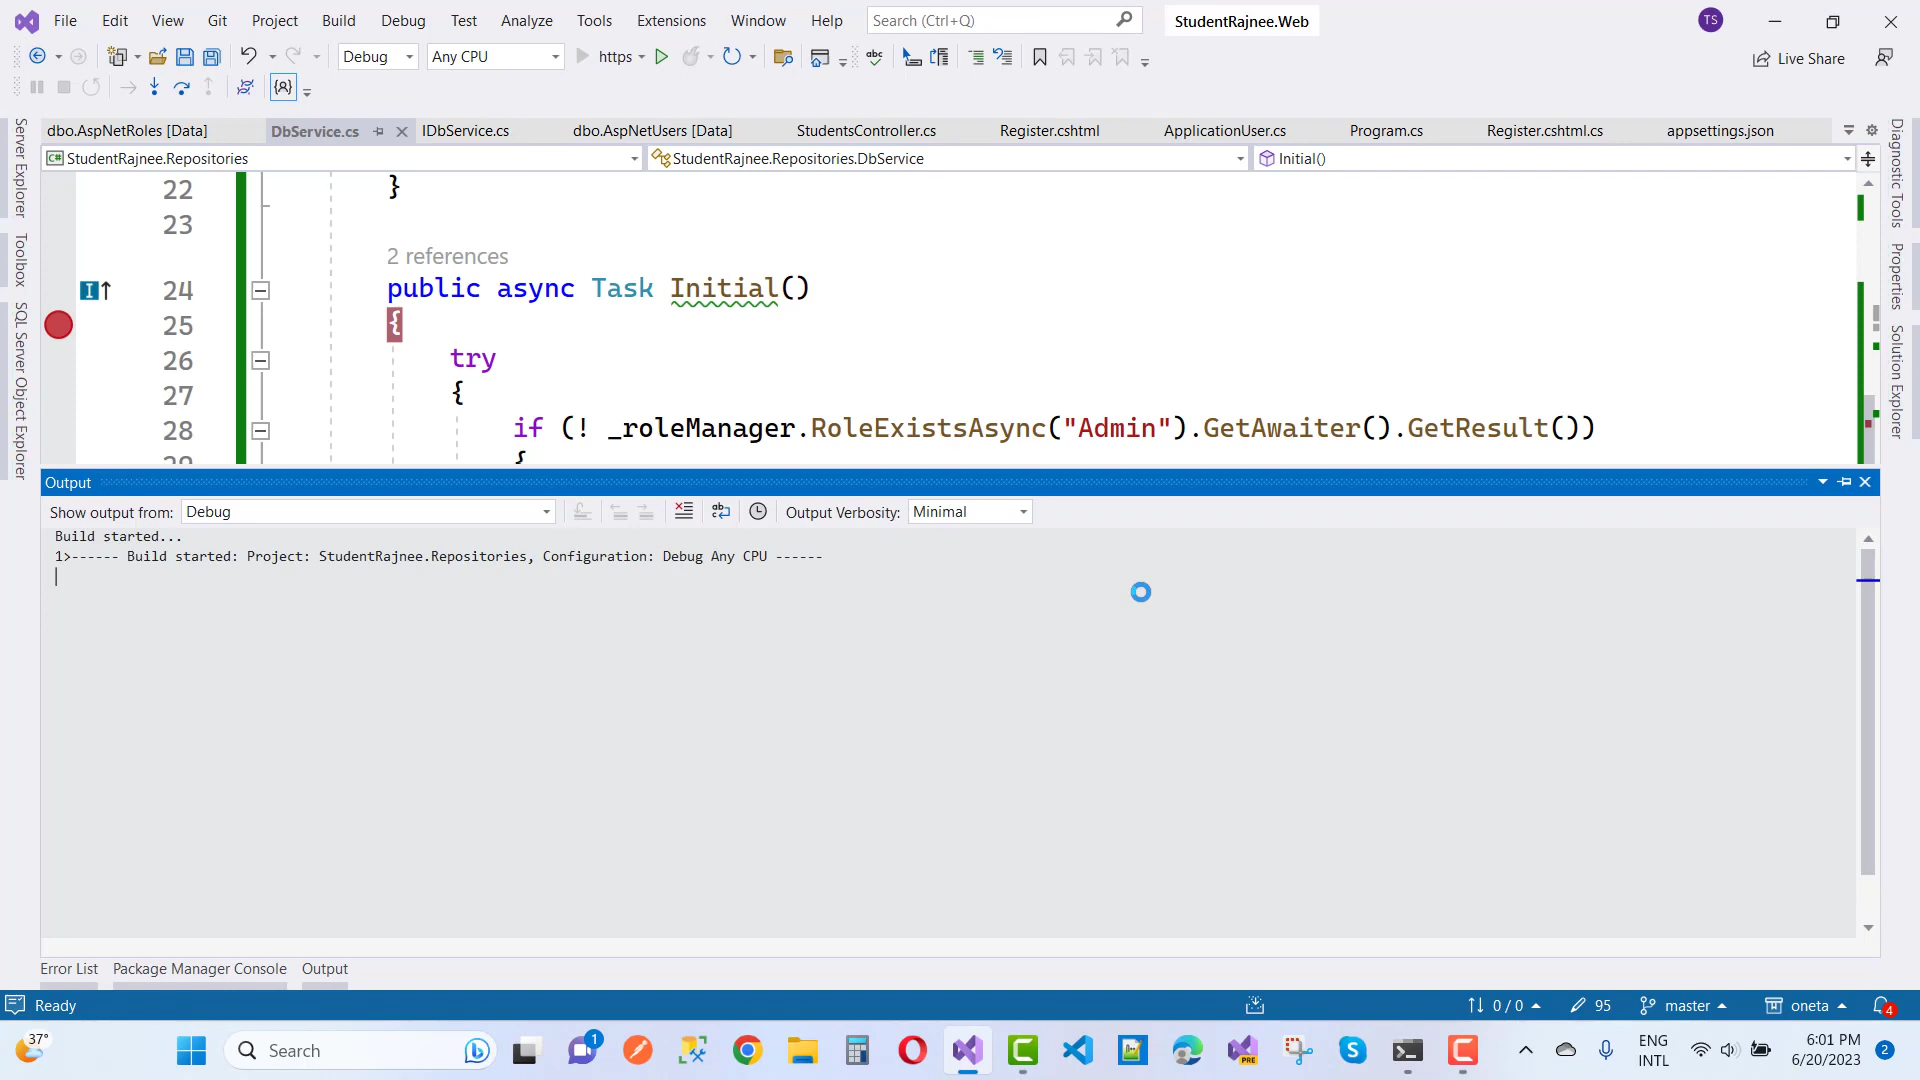 File Edit View Git Project Build Debug Test Analyze Tools Extensions Window Help Search (Ctrl+Q) StudentRajnee.Web TS
Debug Any CPU https Live Share
dbo.AspNetRoles [Data] DbService.cs IDbService.cs dbo.AspNetUsers [Data] StudentsController.cs Register.cshtml ApplicationUser.cs Program.cs Register.cshtml.cs appsettings.json
StudentRajnee.Repositories StudentRajnee.Repositories.DbService Initial()
Server Explorer
Toolbox
SQL Server Object Explorer
22 }
23
2 references
24 public async Task Initial()
25 {
26 try
27 {
28 if (! _roleManager.RoleExistsAsync("Admin").GetAwaiter().GetResult())
29 {
Diagnostic Tools
Properties
Solution Explorer
Output
Show output from: Debug Output Verbosity: Minimal
Build started...
1>------ Build started: Project: StudentRajnee.Repositories, Configuration: Debug Any CPU ------
Error List Package Manager Console Output
Ready 0 / 0 95 master oneta 4
37° Search 1 PRE ENG INTL 6:01 PM 6/20/2023 2